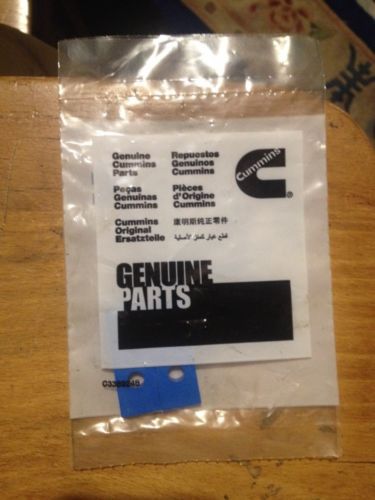 Genuine
Cummins
Parts
Repuestos
Genuinos
Cummins
Cummins
®
Peças
Genuínas
Cummins
Pièces
d'Origine
Cummins
Cummins
Original
Ersatzteile
康明斯纯正零件
قطع غيار كمنز الأصلية
GENUINE
PARTS